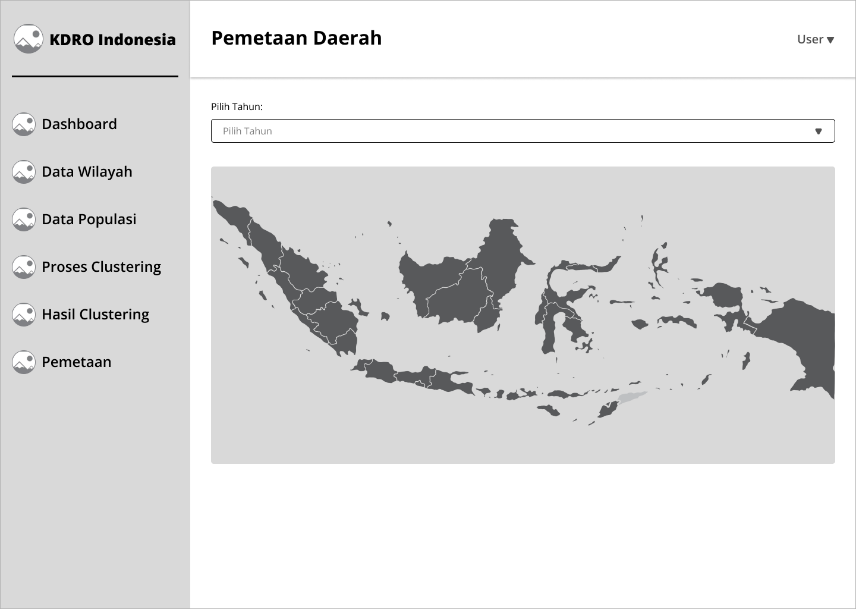 KDRO Indonesia
Dashboard
Data Wilayah
Data Populasi
Proses Clustering
Hasil Clustering
Pemetaan
Pemetaan Daerah
User
Pilih Tahun:
Pilih Tahun